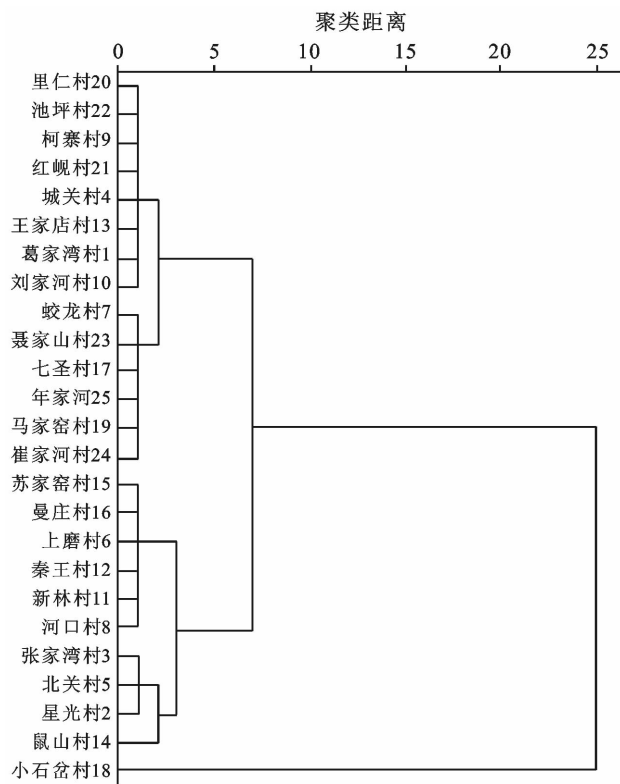 聚类距离
0 5 10 15 20 25
里仁村20
池坪村22
柯寨村9
红岘村21
城关村4
王家店村13
葛家湾村1
刘家河村10
蛟龙村7
聂家山村23
七圣村17
年家河25
马家窑村19
崔家河村24
苏家窑村15
曼庄村16
上磨村6
秦王村12
新林村11
河口村8
张家湾村3
北关村5
星光村2
鼠山村14
小石岔村18